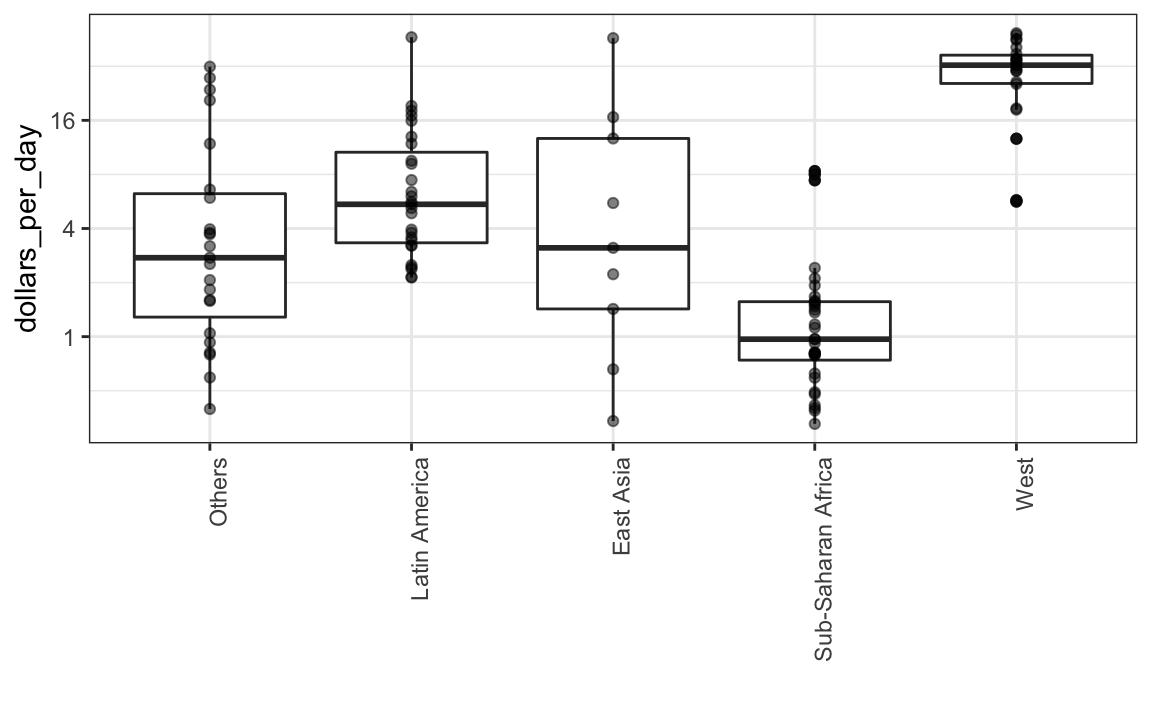 dollars_per_day
16
4
1
Others
Latin America
East Asia
Sub-Saharan Africa
West